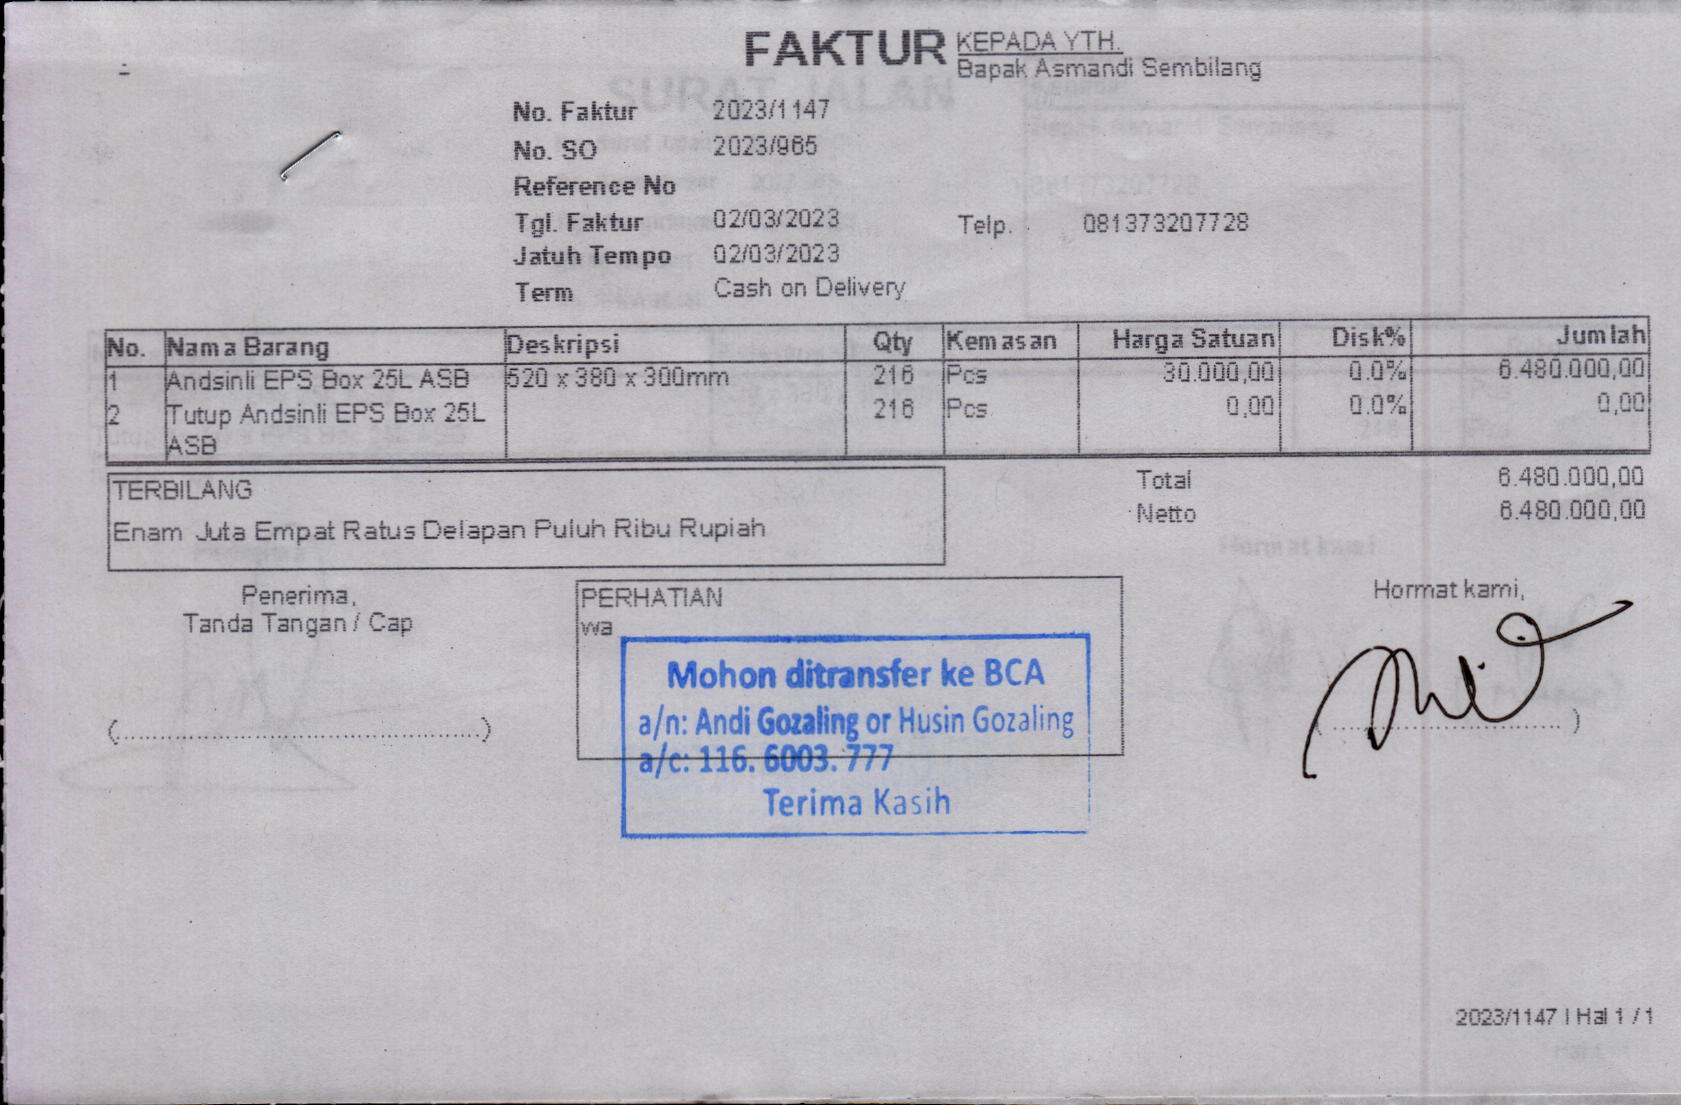 FAKTUR
KEPADA YTH.
Bapak Asmandi Sembilang
No. Faktur 2023/1147
No. SO 2023/965
Reference No
Tgl. Faktur 02/03/2023 Telp. : 081373207728
Jatuh Tempo 02/03/2023
Term Cash on Delivery
No. Nama Barang Deskripsi Qty Kemasan Harga Satuan Disk% Jumlah
1 Andsinli EPS Box 25L ASB 520 x 380 x 300mm 216 Pcs 30.000,00 0.0% 6.480.000,00
2 Tutup Andsinli EPS Box 25L 216 Pcs 0,00 0.0% 0,00
ASB
TERBILANG
Enam Juta Empat Ratus Delapan Puluh Ribu Rupiah
Total 6.480.000,00
Netto 6.480.000,00
Penerima,
Tanda Tangan / Cap
(................................................)
PERHATIAN
wa
Mohon ditransfer ke BCA
a/n: Andi Gozaling or Husin Gozaling
a/c: 116. 6003. 777
Terima Kasih
Hormat kami,
2023/1147 | Hal 1 / 1